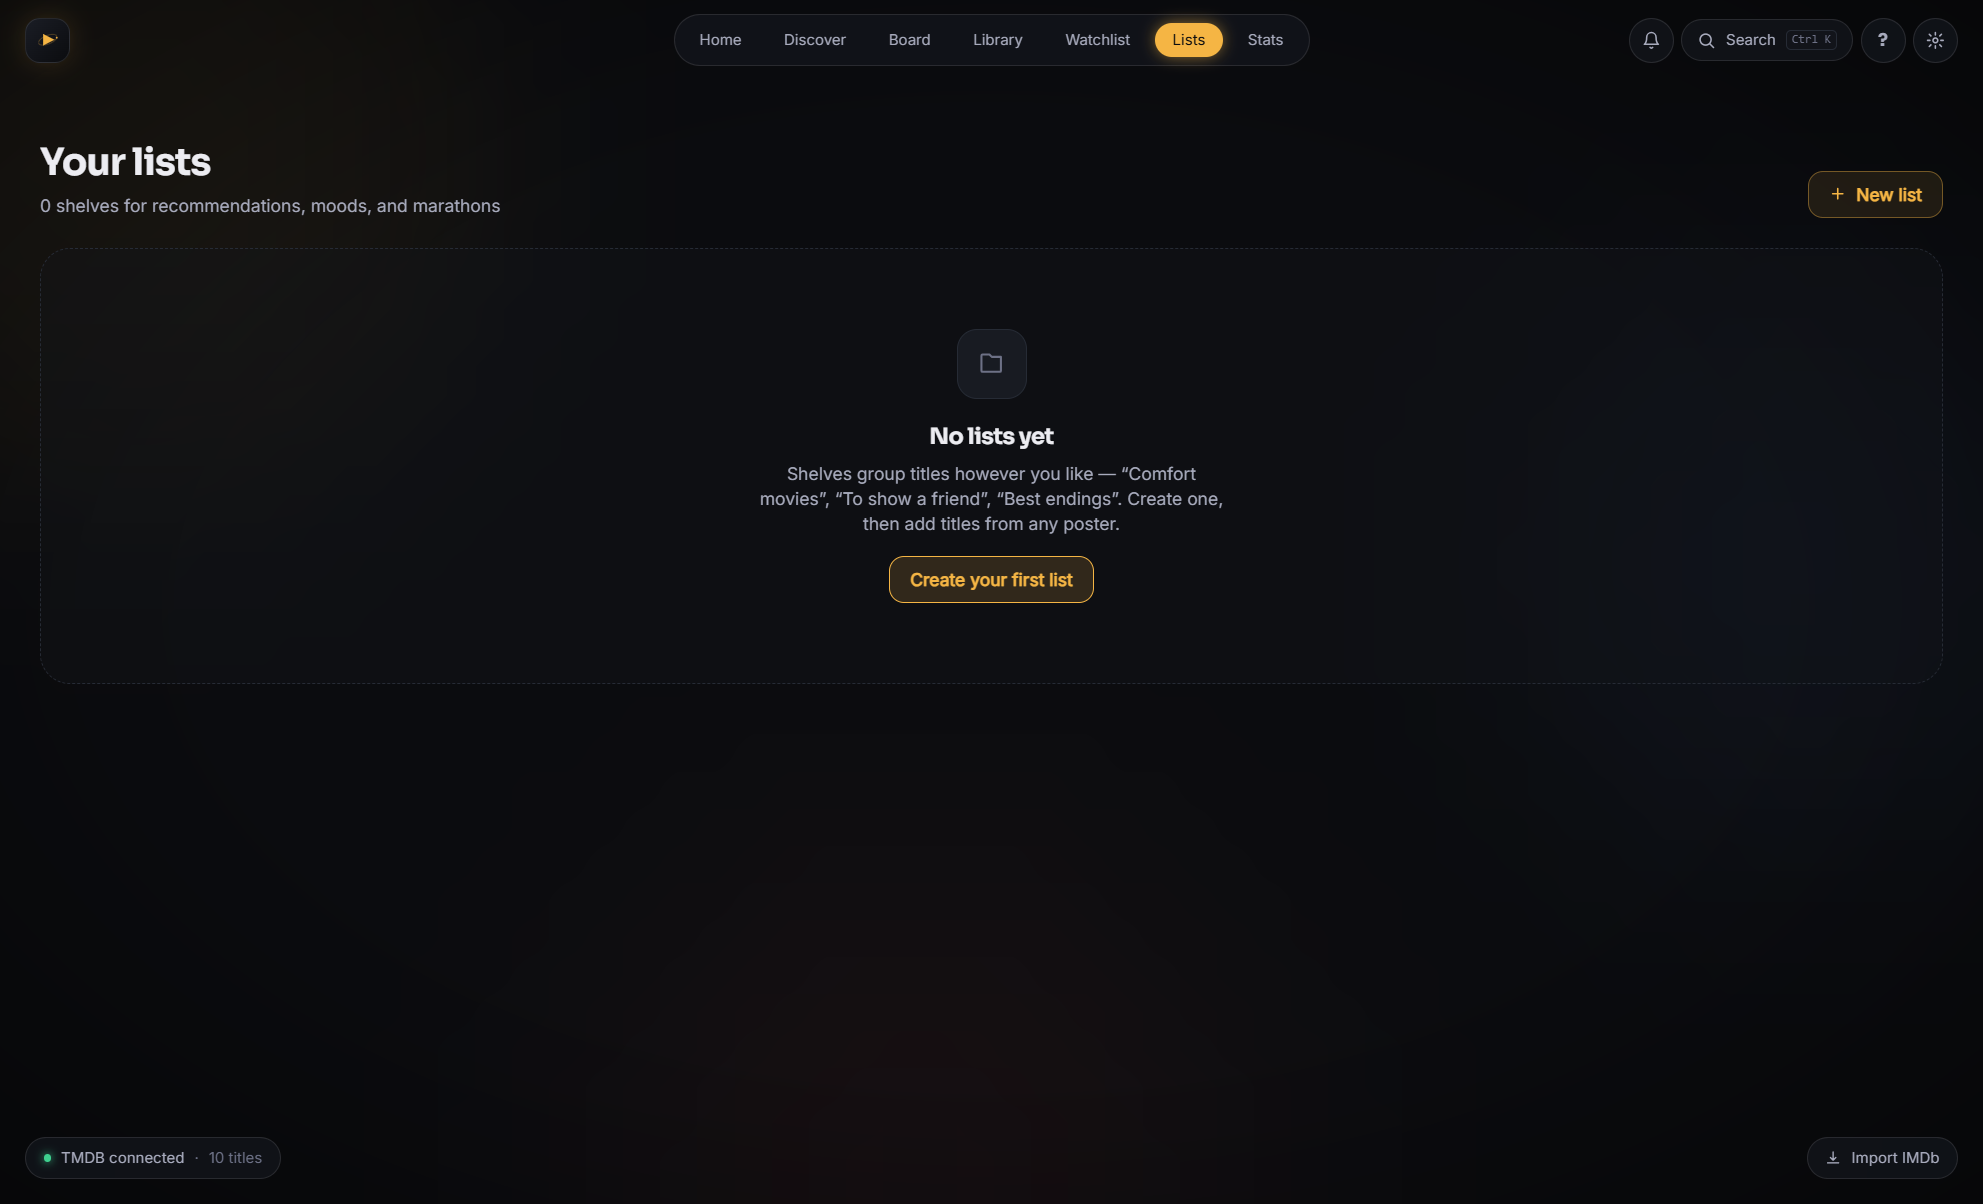 Home
Discover
Board
Library
Watchlist
Lists
Stats
Search
Ctrl K
?
Your lists
0 shelves for recommendations, moods, and marathons
+ New list
No lists yet
Shelves group titles however you like — “Comfort
movies”, “To show a friend”, “Best endings”. Create one,
then add titles from any poster.
Create your first list
TMDB connected · 10 titles
Import IMDb